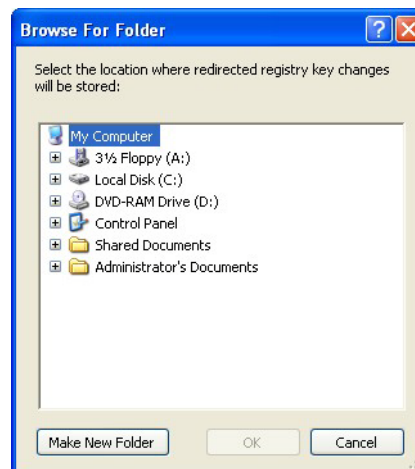 Browse For Folder
Select the location where redirected registry key changes
will be stored:
My Computer
3½ Floppy (A:)
Local Disk (C:)
DVD-RAM Drive (D:)
Control Panel
Shared Documents
Administrator's Documents
Make New Folder OK Cancel